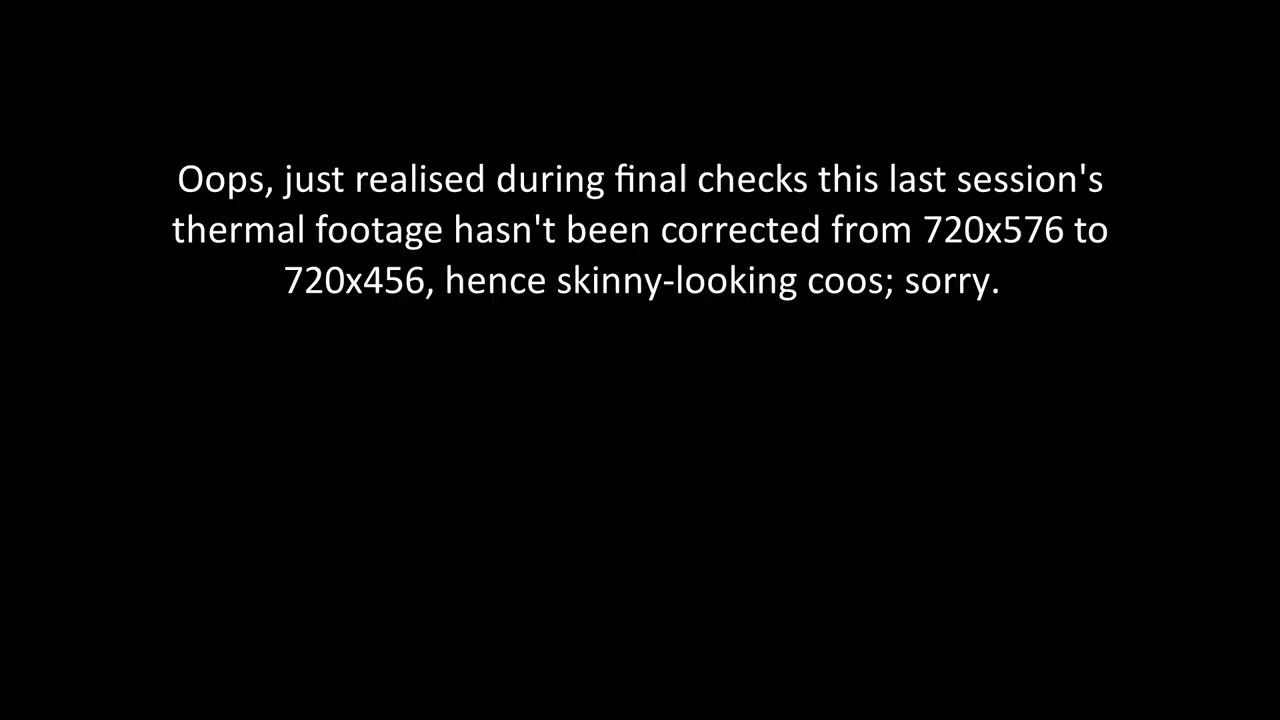 Oops, just realised during final checks this last session's
thermal footage hasn't been corrected from 720x576 to
720x456, hence skinny-looking coos; sorry.